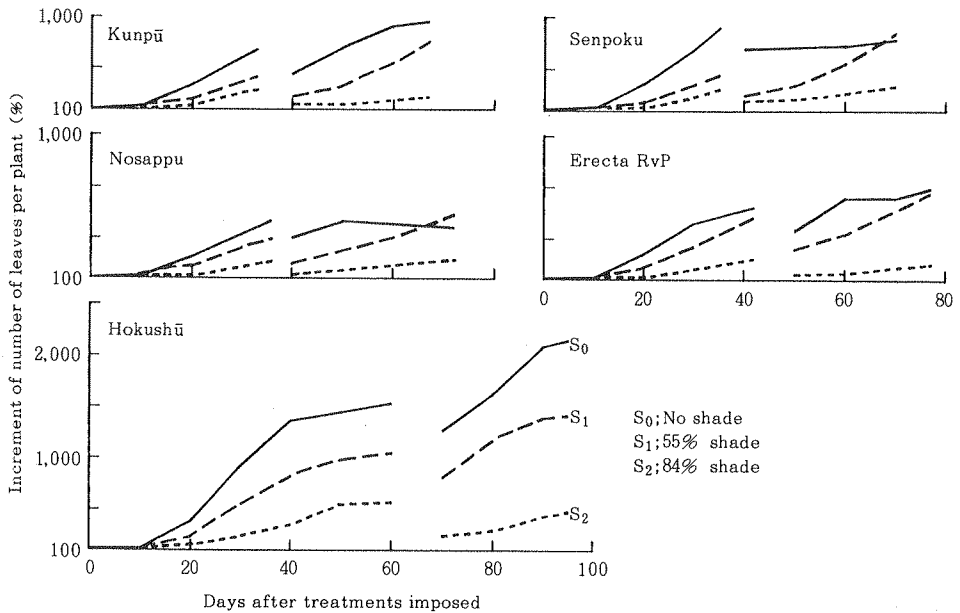 Increment of number of leaves per plant (%)
1,000
Kunpū
100
Senpoku
1,000
Nosappu
100
Erecta RvP
0 20 40 60 80
Hokushū
2,000
1,000
100
S₀
S₁
S₂
S₀;No shade
S₁;55% shade
S₂;84% shade
0 20 40 60 80 100
Days after treatments imposed